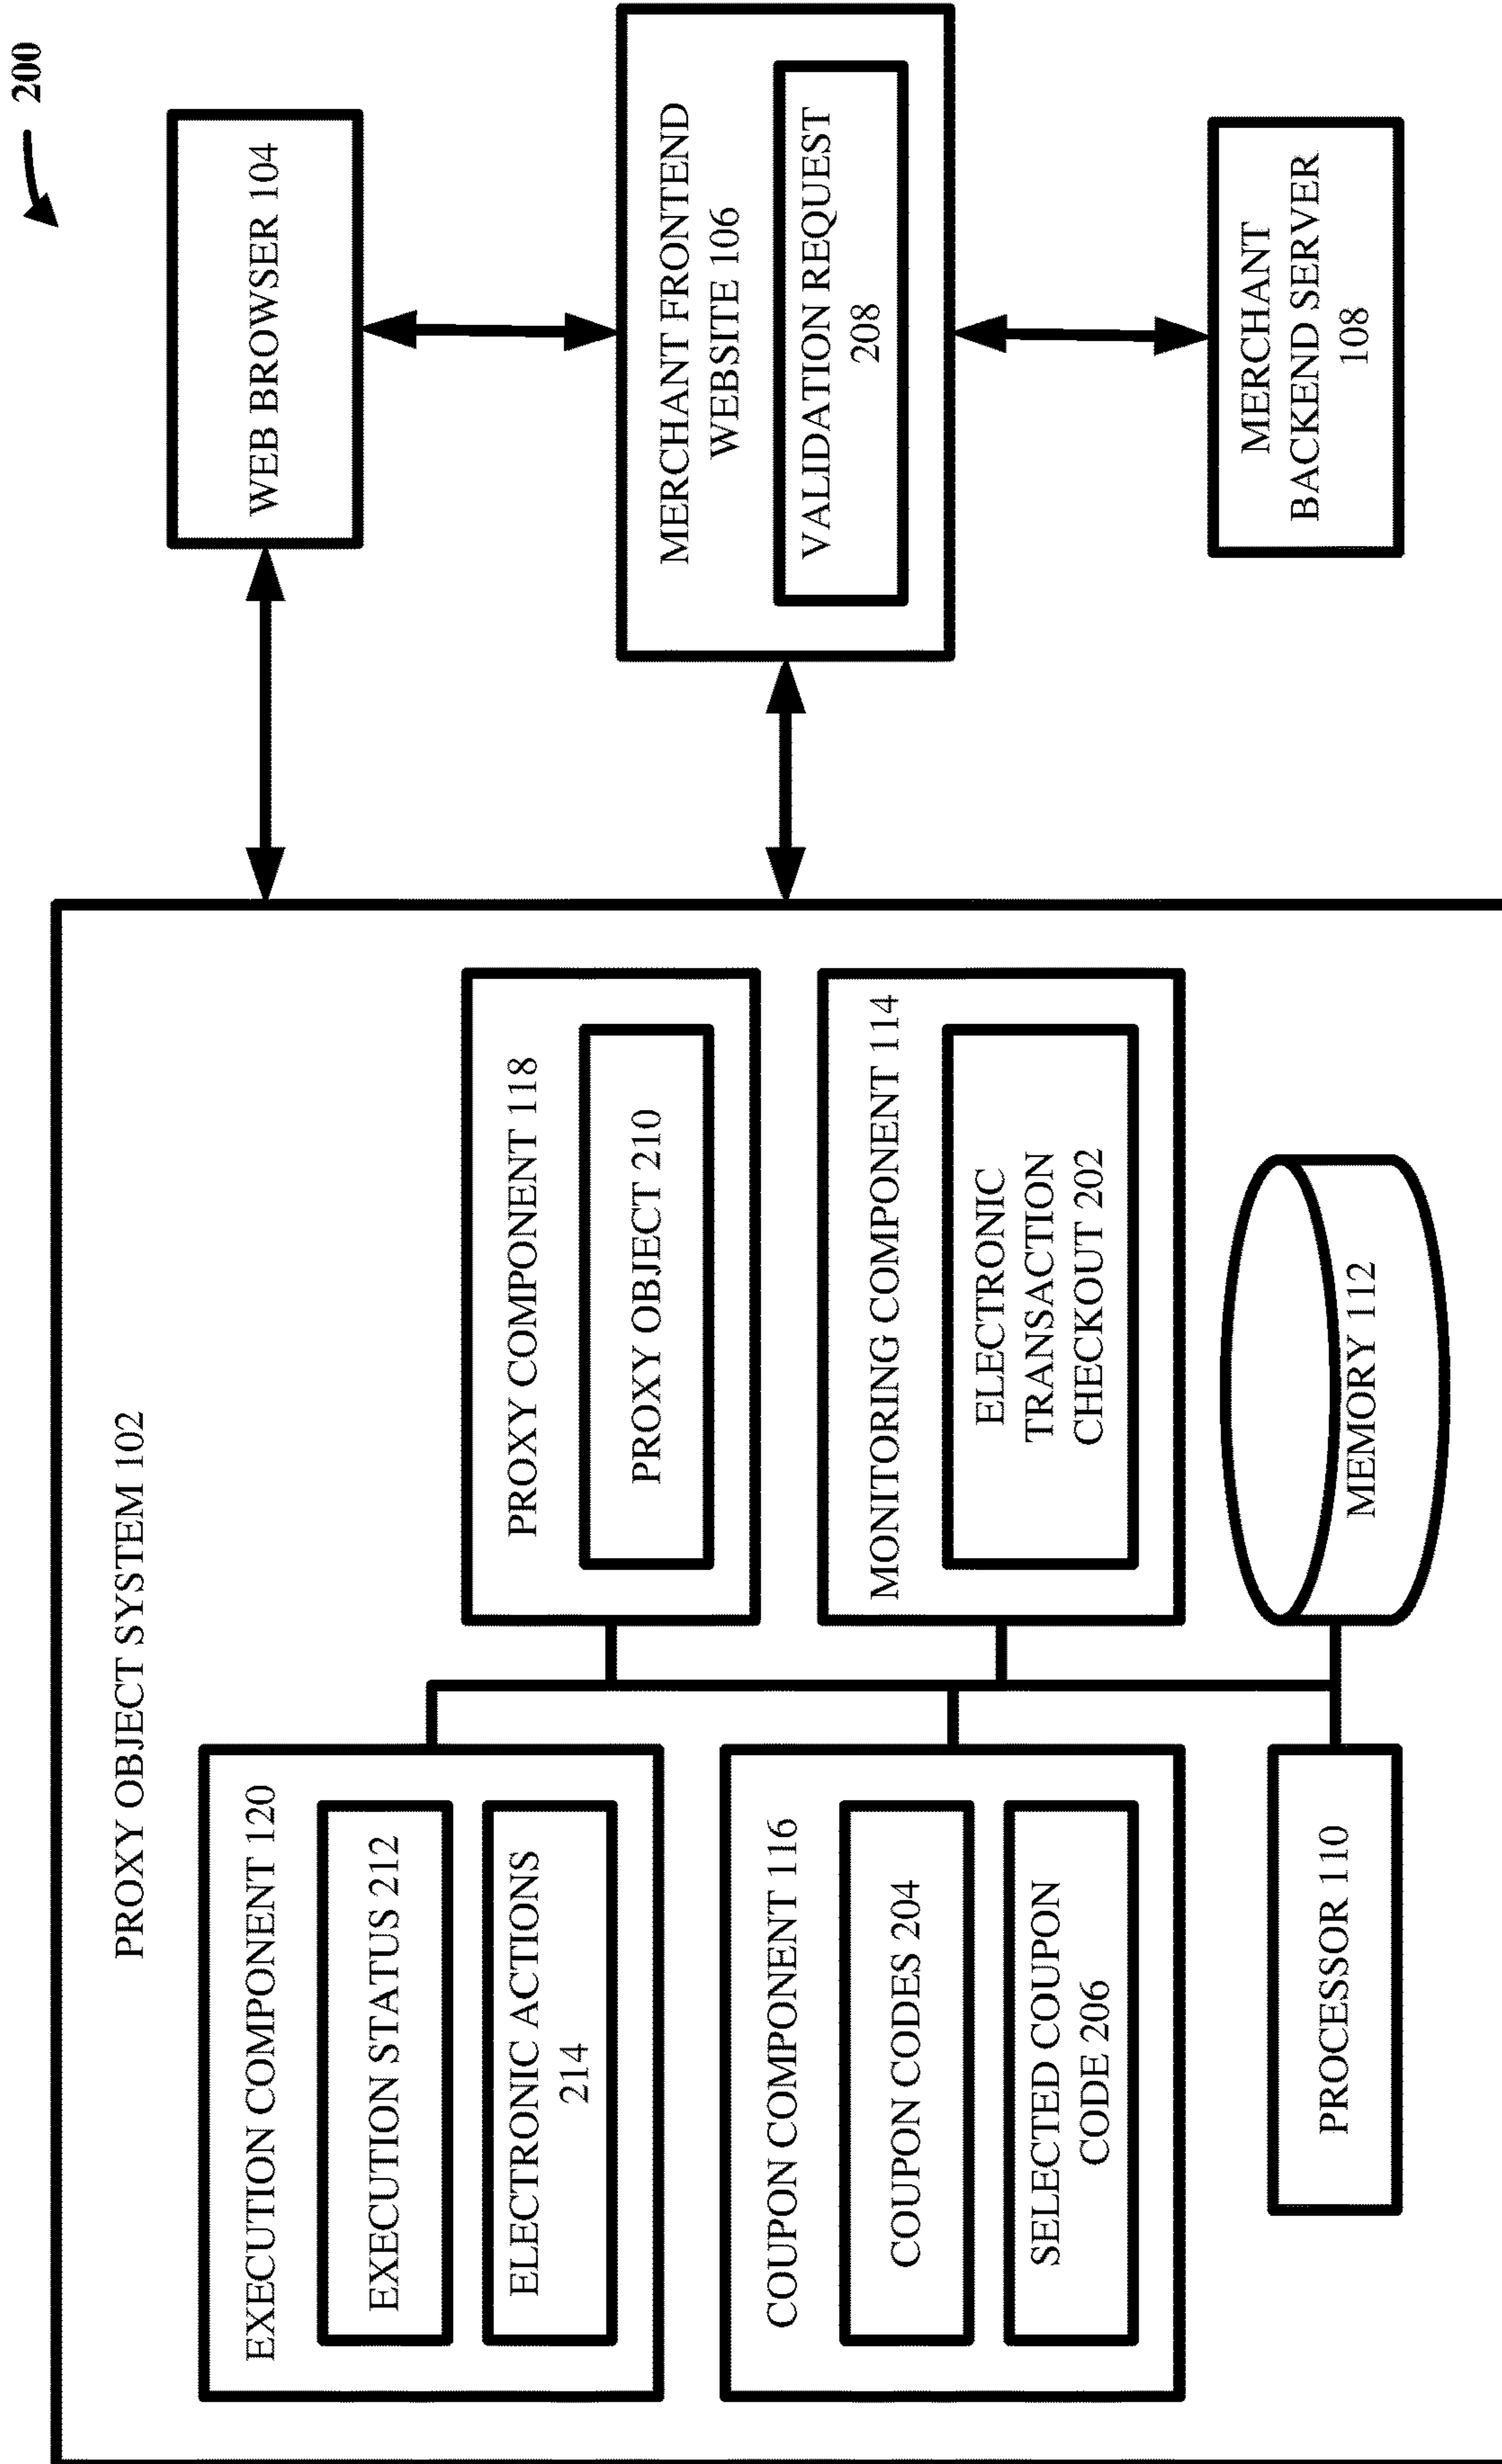 200
PROXY OBJECT SYSTEM 102
EXECUTION COMPONENT 120
EXECUTION STATUS 212
ELECTRONIC ACTIONS
214
PROXY COMPONENT 118
PROXY OBJECT 210
WEB BROWSER 104
COUPON COMPONENT 116
COUPON CODES 204
SELECTED COUPON
CODE 206
MONITORING COMPONENT 114
ELECTRONIC
TRANSACTION
CHECKOUT 202
MERCHANT FRONTEND
WEBSITE 106
VALIDATION REQUEST
208
PROCESSOR 110
MEMORY 112
MERCHANT
BACKEND SERVER
108